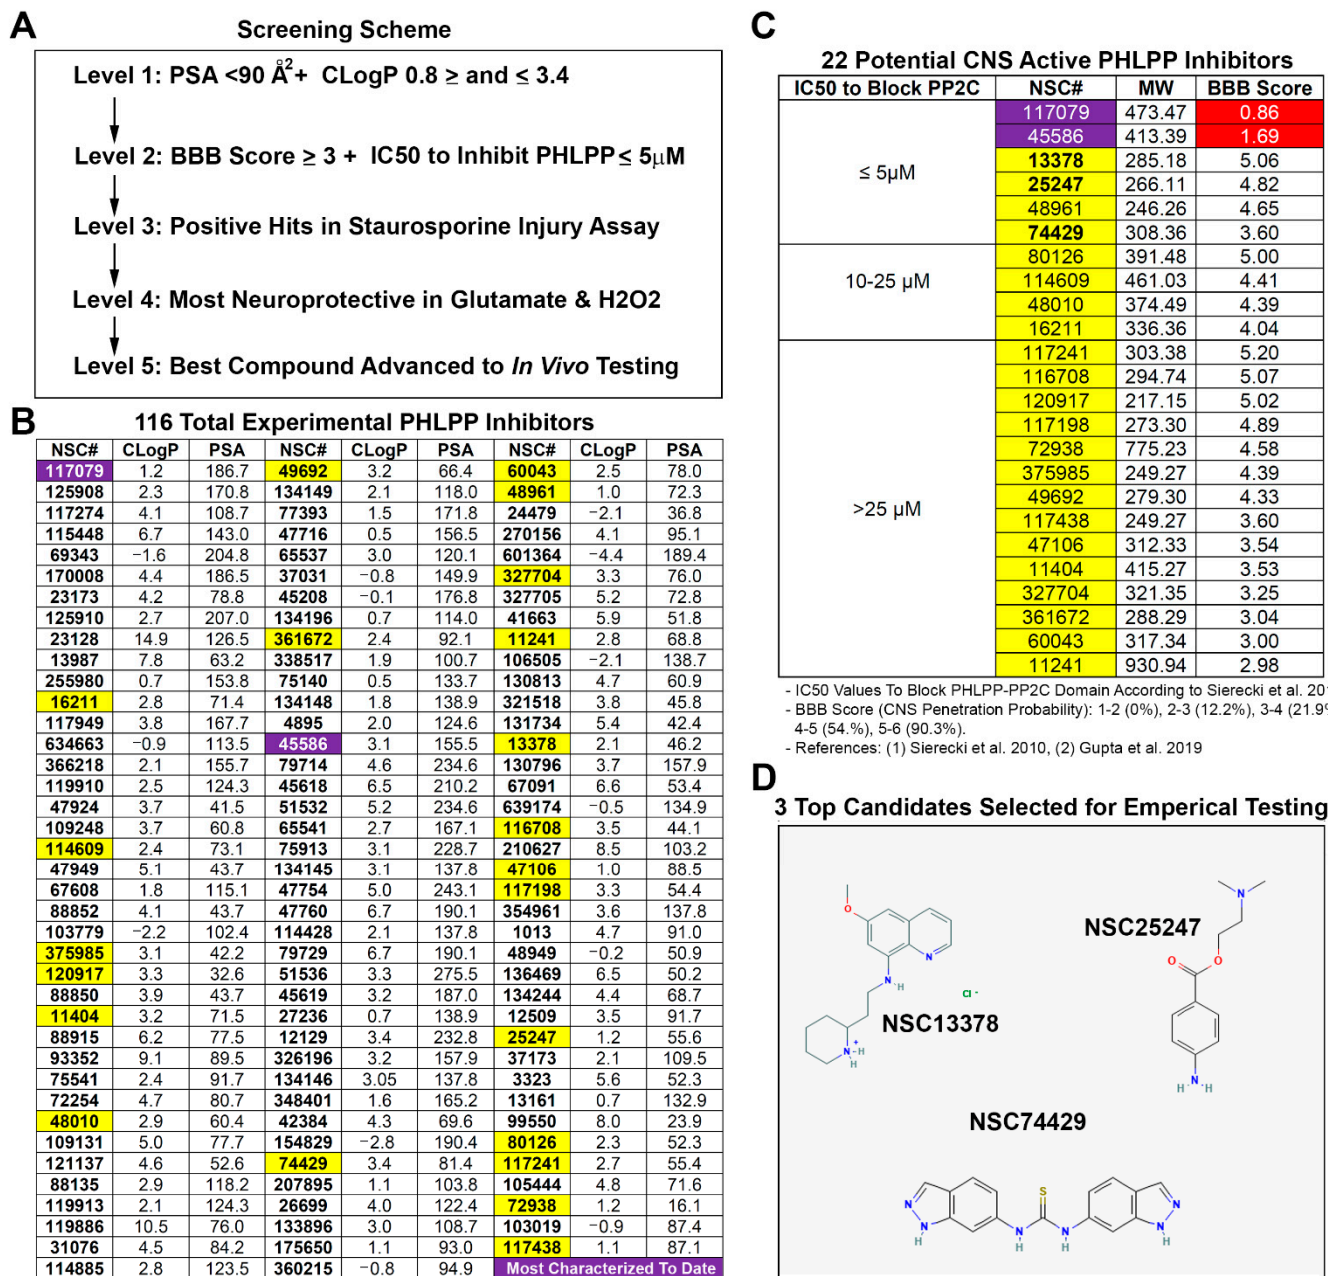 A
Screening Scheme
Level 1: PSA <90 Å2+ CLogP 0.8 ≥ and ≤ 3.4
Level 2: BBB Score ≥ 3 + IC50 to Inhibit PHLPP ≤ 5µM
Level 3: Positive Hits in Staurosporine Injury Assay
Level 4: Most Neuroprotective in Glutamate & H2O2
Level 5: Best Compound Advanced to In Vivo Testing
B
116 Total Experimental PHLPP Inhibitors
NSC# CLogP PSA NSC# CLogP PSA NSC# CLogP PSA
117079 1.2 186.7 49692 3.2 66.4 60043 2.5 78.0
125908 2.3 170.8 134149 2.1 118.0 48961 1.0 72.3
117274 4.1 108.7 77393 1.5 171.8 24479 −2.1 36.8
115448 6.7 143.0 47716 0.5 156.5 270156 4.1 95.1
69343 −1.6 204.8 65537 3.0 120.1 601364 −4.4 189.4
170008 4.4 186.5 37031 −0.8 149.9 327704 3.3 76.0
23173 4.2 78.8 45208 −0.1 176.8 327705 5.2 72.8
125910 2.7 207.0 134196 0.7 114.0 41663 5.9 51.8
23128 14.9 126.5 361672 2.4 92.1 11241 2.8 68.8
13987 7.8 63.2 338517 1.9 100.7 106505 −2.1 138.7
255980 0.7 153.8 75140 0.5 133.7 130813 4.7 60.9
16211 2.8 71.4 134148 1.8 138.9 321518 3.8 45.8
117949 3.8 167.7 4895 2.0 124.6 131734 5.4 42.4
634663 −0.9 113.5 45586 3.1 155.5 13378 2.1 46.2
366218 2.1 155.7 79714 4.6 234.6 130796 3.7 157.9
119910 2.5 124.3 45618 6.5 210.2 67091 6.6 53.4
47924 3.7 41.5 51532 5.2 234.6 639174 −0.5 134.9
109248 3.7 60.8 65541 2.7 167.1 116708 3.5 44.1
114609 2.4 73.1 75913 3.1 228.7 210627 8.5 103.2
47949 5.1 43.7 134145 3.1 137.8 47106 1.0 88.5
67608 1.8 115.1 47754 5.0 243.1 117198 3.3 54.4
88852 4.1 43.7 47760 6.7 190.1 354961 3.6 137.8
103779 −2.2 102.4 114428 2.1 137.8 1013 4.7 91.0
375985 3.1 42.2 79729 6.7 190.1 48949 −0.2 50.9
120917 3.3 32.6 51536 3.3 275.5 136469 6.5 50.2
88850 3.9 43.7 45619 3.2 187.0 134244 4.4 68.7
11404 3.2 71.5 27236 0.7 138.9 12509 3.5 91.7
88915 6.2 77.5 12129 3.4 232.8 25247 1.2 55.6
93352 9.1 89.5 326196 3.2 157.9 37173 2.1 109.5
75541 2.4 91.7 134146 3.05 137.8 3323 5.6 52.3
72254 4.7 80.7 348401 1.6 165.2 13161 0.7 132.9
48010 2.9 60.4 42384 4.3 69.6 99550 8.0 23.9
109131 5.0 77.7 154829 −2.8 190.4 80126 2.3 52.3
121137 4.6 52.6 74429 3.4 81.4 117241 2.7 55.4
88135 2.9 118.2 207895 1.1 103.8 105444 4.8 71.6
119913 2.1 124.3 26699 4.0 122.4 72938 1.2 16.1
119886 10.5 76.0 133896 3.0 108.7 103019 −0.9 87.4
31076 4.5 84.2 175650 1.1 93.0 117438 1.1 87.1
114885 2.8 123.5 360215 −0.8 94.9 Most Characterized To Date
C
22 Potential CNS Active PHLPP Inhibitors
IC50 to Block PP2C NSC# MW BBB Score
≤ 5µM
117079 473.47 0.86
45586 413.39 1.69
13378 285.18 5.06
25247 266.11 4.82
48961 246.26 4.65
74429 308.36 3.60
10-25 µM
80126 391.48 5.00
114609 461.03 4.41
48010 374.49 4.39
16211 336.36 4.04
>25 µM
117241 303.38 5.20
116708 294.74 5.07
120917 217.15 5.02
117198 273.30 4.89
72938 775.23 4.58
375985 249.27 4.39
49692 279.30 4.33
117438 249.27 3.60
47106 312.33 3.54
11404 415.27 3.53
327704 321.35 3.25
361672 288.29 3.04
60043 317.34 3.00
11241 930.94 2.98
- IC50 Values To Block PHLPP-PP2C Domain According to Sierecki et al. 201
- BBB Score (CNS Penetration Probability): 1-2 (0%), 2-3 (12.2%), 3-4 (21.9%
4-5 (54.%), 5-6 (90.3%).
- References: (1) Sierecki et al. 2010, (2) Gupta et al. 2019
D
3 Top Candidates Selected for Emperical Testing
O
N
N
H
Cl -
N
+
H
H
NSC13378
N
O
O
N
H H
NSC25247
NSC74429
S
N
N
H
N
H
N
H
N
N
H